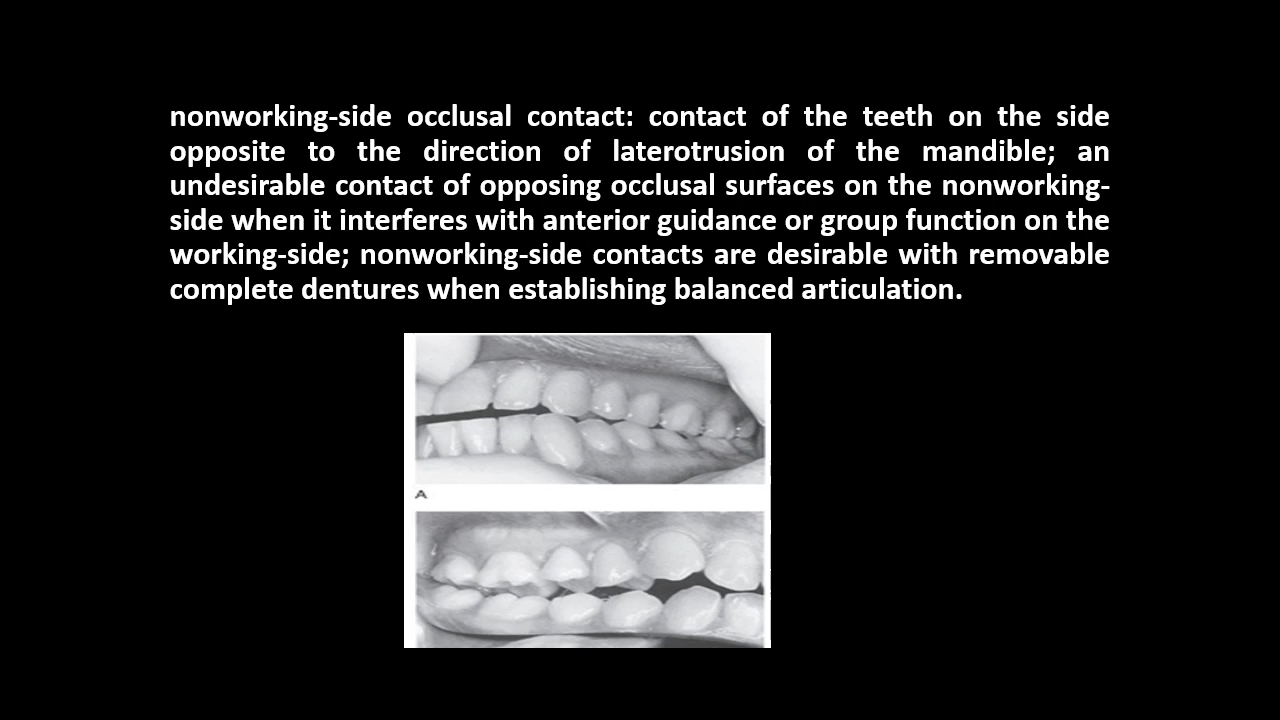 nonworking-side occlusal contact: contact of the teeth on the side
opposite to the direction of laterotrusion of the mandible; an
undesirable contact of opposing occlusal surfaces on the nonworking-
side when it interferes with anterior guidance or group function on the
working-side; nonworking-side contacts are desirable with removable
complete dentures when establishing balanced articulation.
A